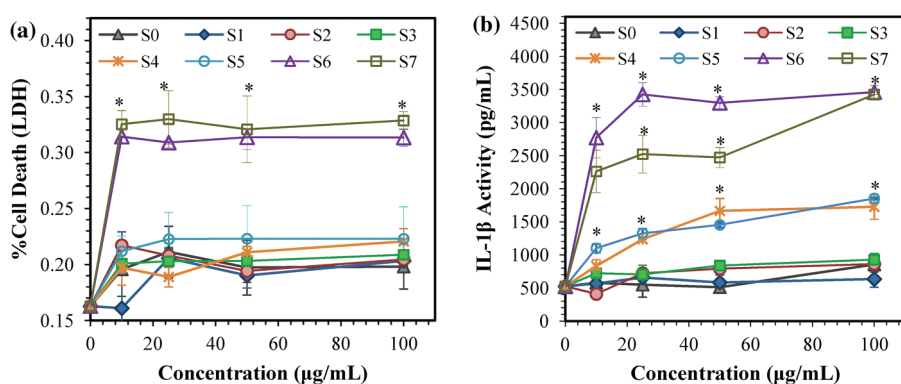 (a)
%Cell Death (LDH)
0.40
0.35
0.30
0.25
0.20
0.15
S0 S1 S2 S3
S4 S5 S6 S7
* * * *
0 20 40 60 80 100
Concentration (µg/mL)
(b)
IL-1β Activity (pg/mL)
4500
4000
3500
3000
2500
2000
1500
1000
500
0
S0 S1 S2 S3
S4 S5 S6 S7
* * * *
* * *
* * * *
0 20 40 60 80 100
Concentration (µg/mL)